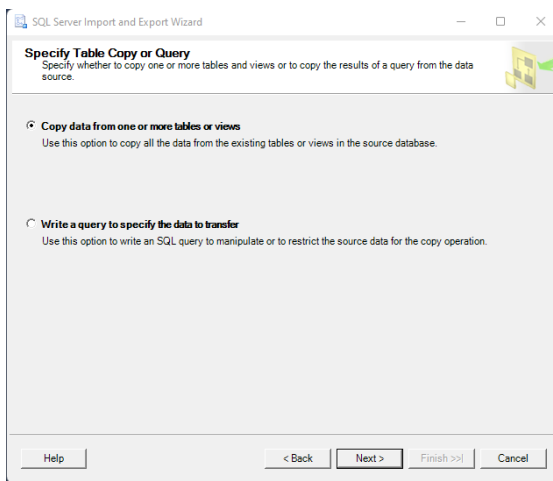 SQL Server Import and Export Wizard
Specify Table Copy or Query
Specify whether to copy one or more tables and views or to copy the results of a query from the data
source.
Copy data from one or more tables or views
Use this option to copy all the data from the existing tables or views in the source database.
Write a query to specify the data to transfer
Use this option to write an SQL query to manipulate or to restrict the source data for the copy operation.
Help < Back Next > Finish >>| Cancel